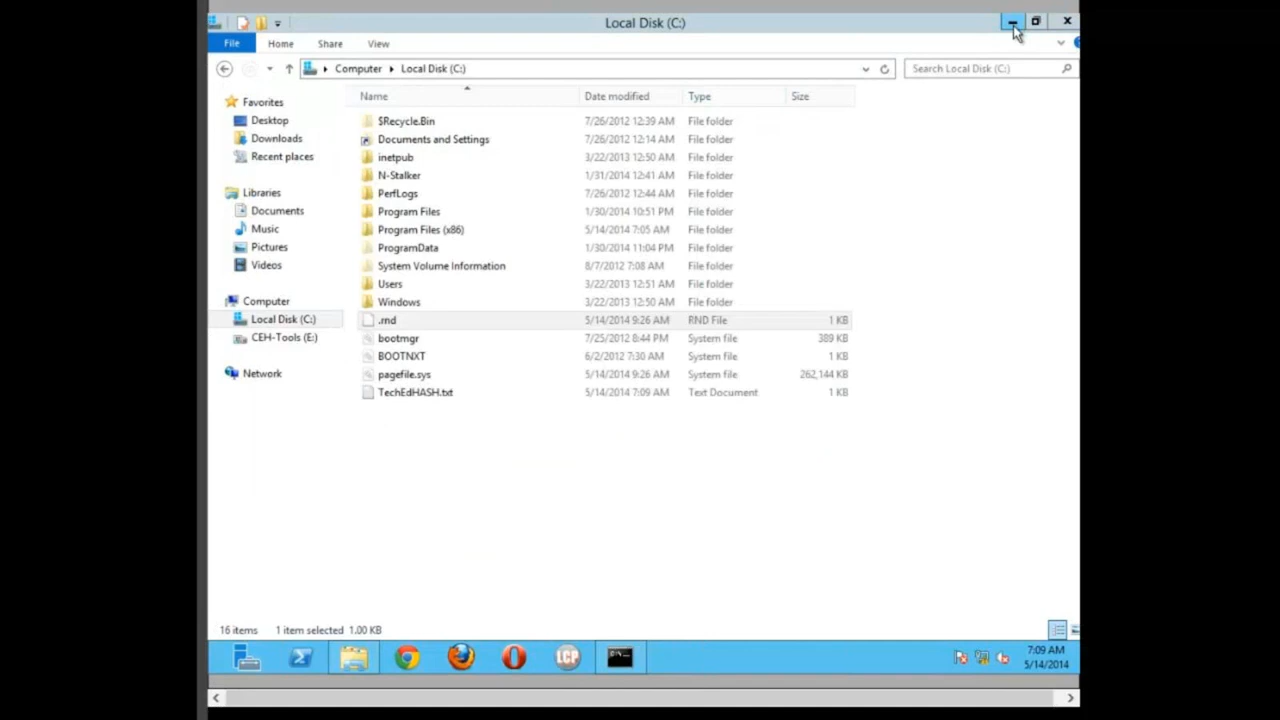 Local Disk (C:)
File Home Share View
Computer Local Disk (C:) Search Local Disk (C:)
Name Date modified Type Size
Favorites
Desktop
Downloads
Recent places
Libraries
Documents
Music
Pictures
Videos
Computer
Local Disk (C:)
CEH-Tools (E:)
Network
$Recycle.Bin 7/26/2012 12:39 AM File folder
Documents and Settings 7/26/2012 12:14 AM File folder
inetpub 3/22/2013 12:50 AM File folder
N-Stalker 1/31/2014 12:41 AM File folder
PerfLogs 7/26/2012 12:44 AM File folder
Program Files 1/30/2014 10:51 PM File folder
Program Files (x86) 5/14/2014 7:05 AM File folder
ProgramData 1/30/2014 11:04 PM File folder
System Volume Information 8/7/2012 7:08 AM File folder
Users 3/22/2013 12:51 AM File folder
Windows 3/22/2013 12:50 AM File folder
.rnd 5/14/2014 9:26 AM RND File 1 KB
bootmgr 7/25/2012 8:44 PM System file 389 KB
BOOTNXT 6/2/2012 7:30 AM System file 1 KB
pagefile.sys 5/14/2014 9:26 AM System file 262,144 KB
TechEdHASH.txt 5/14/2014 7:09 AM Text Document 1 KB
16 items 1 item selected 1.00 KB
LCP
7:09 AM
5/14/2014